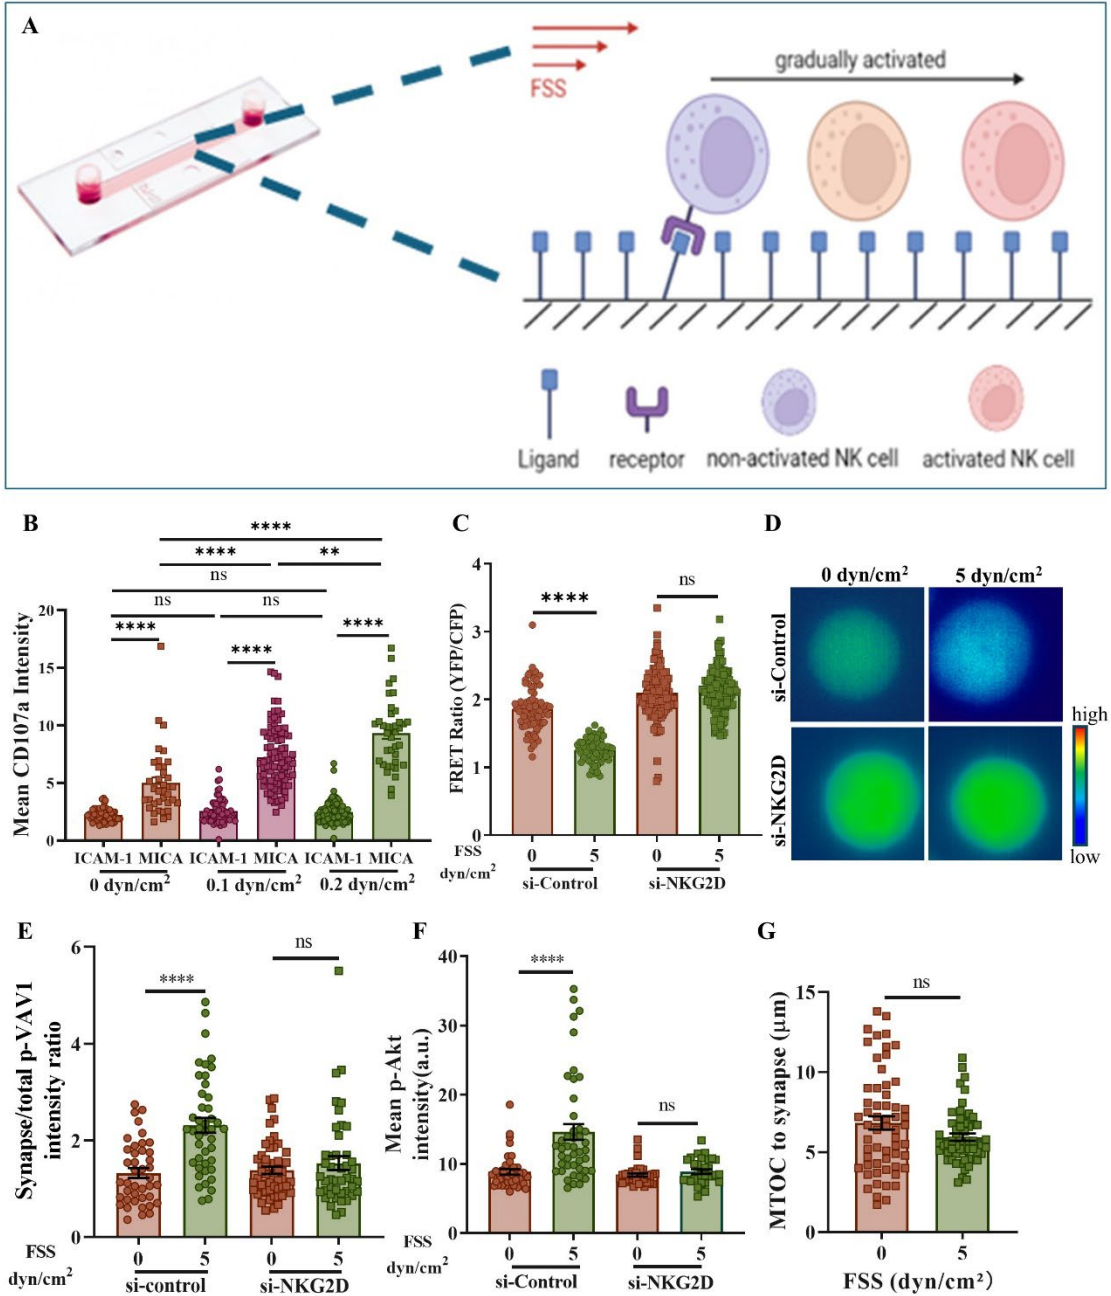 A
FSS
gradually activated
Ligand receptor non-activated NK cell activated NK cell
B
****
**** **
ns
ns ns
**** **** ****
Mean CD107a Intensity
20
15
10
5
0
ICAM-1 MICA ICAM-1 MICA ICAM-1 MICA
0 dyn/cm² 0.1 dyn/cm² 0.2 dyn/cm²
C
**** ns
FRET Ratio (YFP/CFP)
4
3
2
1
0
FSS 0 5 0 5
dyn/cm²
si-Control si-NKG2D
D
0 dyn/cm² 5 dyn/cm²
si-Control
si-NKG2D
high
low
E
**** ns
Synapse/total p-VAV1
intensity ratio
6
4
2
0
FSS 0 5 0 5
dyn/cm² si-control si-NKG2D
F
**** ns
Mean p-Akt
intensity(a.u.)
40
30
20
10
0
FSS 0 5 0 5
dyn/cm² si-Control si-NKG2D
G
ns
MTOC to synapse (μm)
15
10
5
0
0 5
FSS (dyn/cm²)